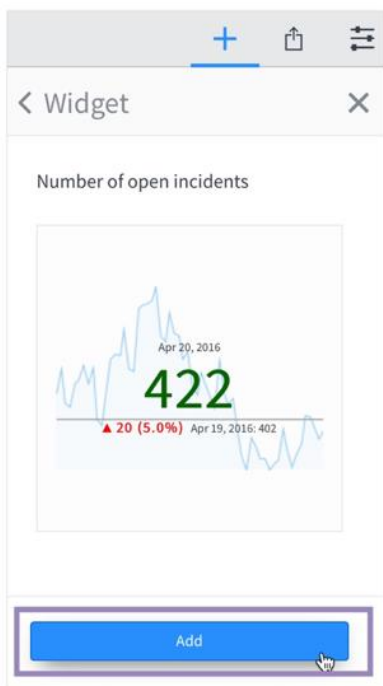 Widget
Number of open incidents
Apr 20, 2016
422
▲ 20 (5.0%) Apr 19, 2016: 402
Add